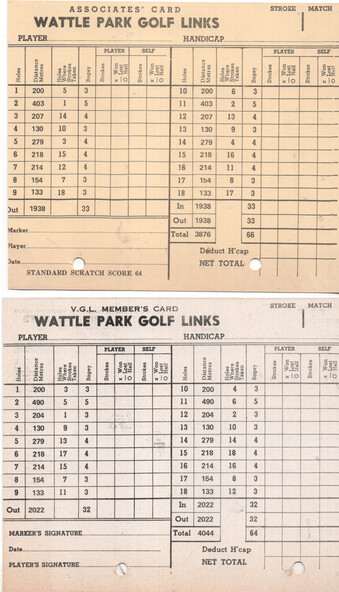 ASSOCIATES' CARD
STROKE MATCH
WATTLE PARK GOLF LINKS
PLAYER HANDICAP
PLAYER SELF PLAYER SELF
Holes Distance Metres Holes Where Strokes Taken Bogey Strokes x Won – Lost O Half Strokes x Won – Lost O Half Holes Distance Metres Holes Where Strokes Taken Bogey Strokes x Won – Lost O Half Strokes x Won – Lost O Half
1 200 5 3 10 200 6 3
2 403 1 5 11 403 2 5
3 207 14 4 12 207 13 4
4 130 10 3 13 130 9 3
5 279 3 4 14 279 4 4
6 218 15 4 15 218 16 4
7 214 12 4 16 214 11 4
8 154 7 3 17 154 8 3
9 133 18 3 18 133 17 3
Out 1938 33 In 1938 33
Out 1938 33
Marker Total 3876 66
Player Deduct H'cap
Date NET TOTAL
STANDARD SCRATCH SCORE 64
V.G.L. MEMBER'S CARD
STROKE MATCH
WATTLE PARK GOLF LINKS
PLAYER HANDICAP
PLAYER SELF PLAYER SELF
Holes Distance Metres Holes Where Strokes Taken Bogey Strokes x Won – Lost O Half Strokes x Won – Lost O Half Holes Distance Metres Holes Where Strokes Taken Bogey Strokes x Won – Lost O Half Strokes x Won – Lost O Half
1 200 3 3 10 200 4 3
2 490 5 5 11 490 6 5
3 204 1 3 12 204 2 3
4 130 9 3 13 130 10 3
5 279 13 4 14 279 14 4
6 218 17 4 15 218 18 4
7 214 15 4 16 214 16 4
8 154 7 3 17 154 8 3
9 133 11 3 18 133 12 3
Out 2022 32 In 2022 32
Out 2022 32
MARKER'S SIGNATURE Total 4044 64
Date Deduct H'cap
PLAYER'S SIGNATURE NET TOTAL